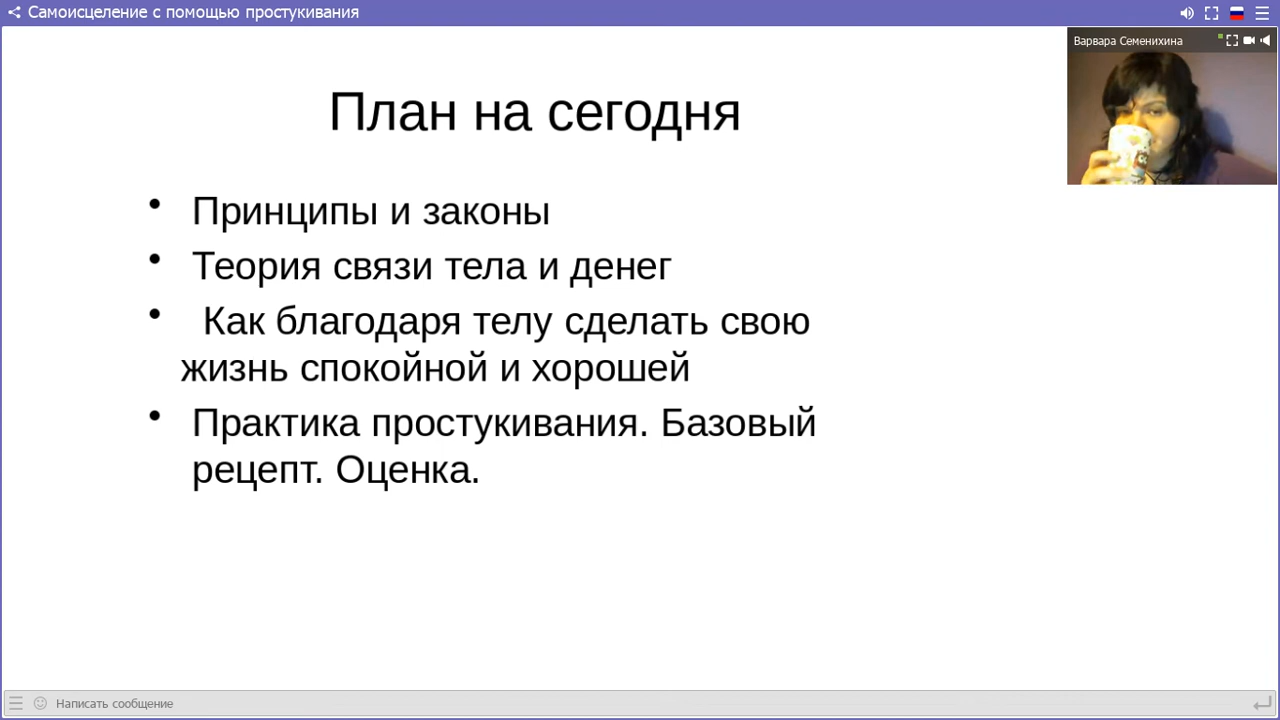 Самоисцеление с помощью простукивания
Варвара Семенихина
План на сегодня
• Принципы и законы
• Теория связи тела и денег
• Как благодаря телу сделать свою
жизнь спокойной и хорошей
• Практика простукивания. Базовый
рецепт. Оценка.
Написать сообщение